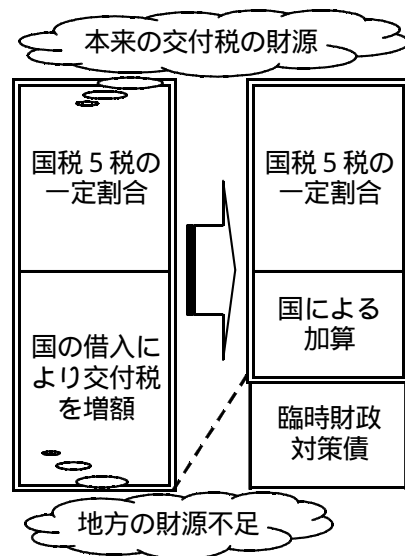 本来の交付税の財源
国税５税の
一定割合
国の借入に
より交付税
を増額
国税５税の
一定割合
国による
加算
臨時財政
対策債
地方の財源不足